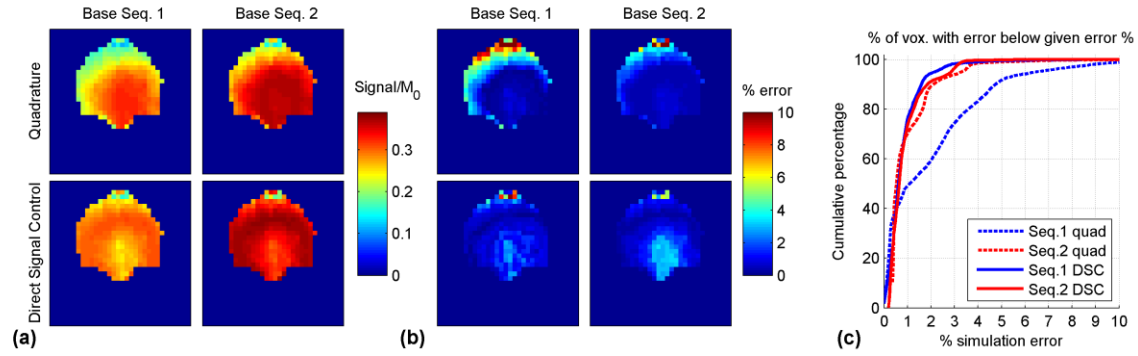 Base Seq. 1 Base Seq. 2
Quadrature
Direct Signal Control
Signal/M0
0.3
0.2
0.1
0
(a)
Base Seq. 1 Base Seq. 2
% error
10
8
6
4
2
0
(b)
% of vox. with error below given error %
Cumulative percentage
100
80
60
40
20
0
0 1 2 3 4 5 6 7 8 9 10
% simulation error
Seq.1 quad
Seq.2 quad
Seq.1 DSC
Seq.2 DSC
(c)